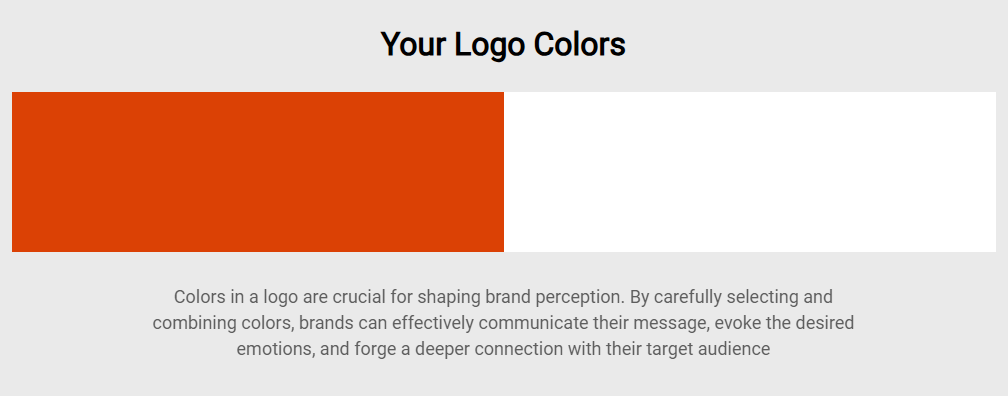 Your Logo Colors
Colors in a logo are crucial for shaping brand perception. By carefully selecting and
combining colors, brands can effectively communicate their message, evoke the desired
emotions, and forge a deeper connection with their target audience